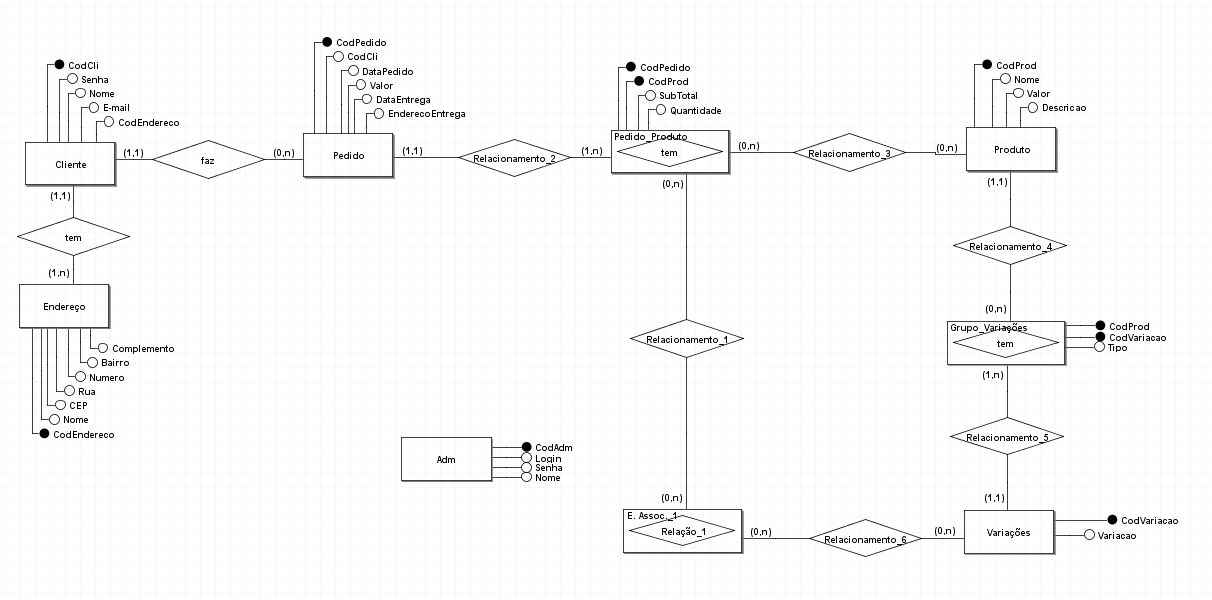 CodCli
Senha
Nome
E-mail
CodEndereco
Cliente
(1,1)
faz
(0,n)
CodPedido
CodCli
DataPedido
Valor
DataEntrega
EnderecoEntrega
Pedido
(1,1)
Relacionamento_2
(1,n)
CodPedido
CodProd
SubTotal
Quantidade
Pedido_Produto
tem
(0,n)
Relacionamento_3
(0,n)
CodProd
Nome
Valor
Descricao
Produto
(1,1)
tem
(1,n)
Endereço
Complemento
Bairro
Numero
Rua
CEP
Nome
CodEndereco
(0,n)
Relacionamento_1
(0,n)
(1,1)
Relacionamento_4
(0,n)
Grupo_Variações
tem
CodProd
CodVariacao
Tipo
(1,n)
Relacionamento_5
(1,1)
Adm
CodAdm
Login
Senha
Nome
E. Assoc._1
Relação_1
(0,n)
Relacionamento_6
(0,n)
Variações
CodVariacao
Variacao